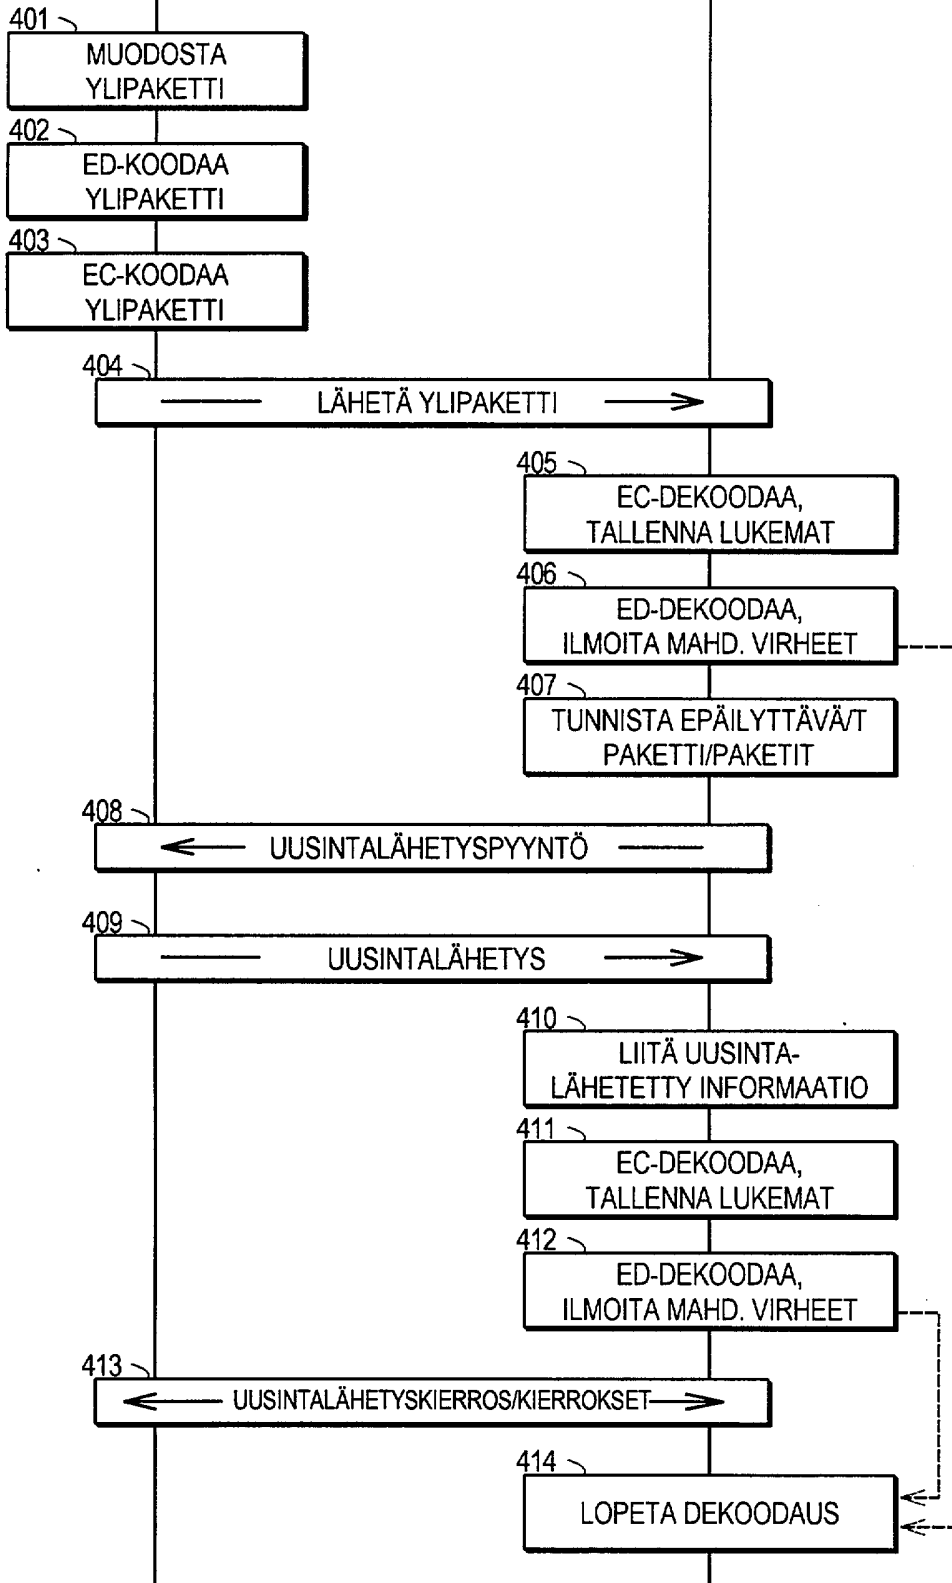 401
MUODOSTA
YLIPAKETTI
402
ED-KOODAA
YLIPAKETTI
403
EC-KOODAA
YLIPAKETTI
404
LÄHETÄ YLIPAKETTI
405
EC-DEKOODAA,
TALLENNA LUKEMAT
406
ED-DEKOODAA,
ILMOITA MAHD. VIRHEET
407
TUNNISTA EPÄILYTTÄVÄ/T
PAKETTI/PAKETIT
408
UUSINTALÄHETYSPYYNTÖ
409
UUSINTALÄHETYS
410
LIITÄ UUSINTA-
LÄHETETTY INFORMAATIO
411
EC-DEKOODAA,
TALLENNA LUKEMAT
412
ED-DEKOODAA,
ILMOITA MAHD. VIRHEET
413
UUSINTALÄHETYSKIERROS/KIERROKSET
414
LOPETA DEKOODAUS